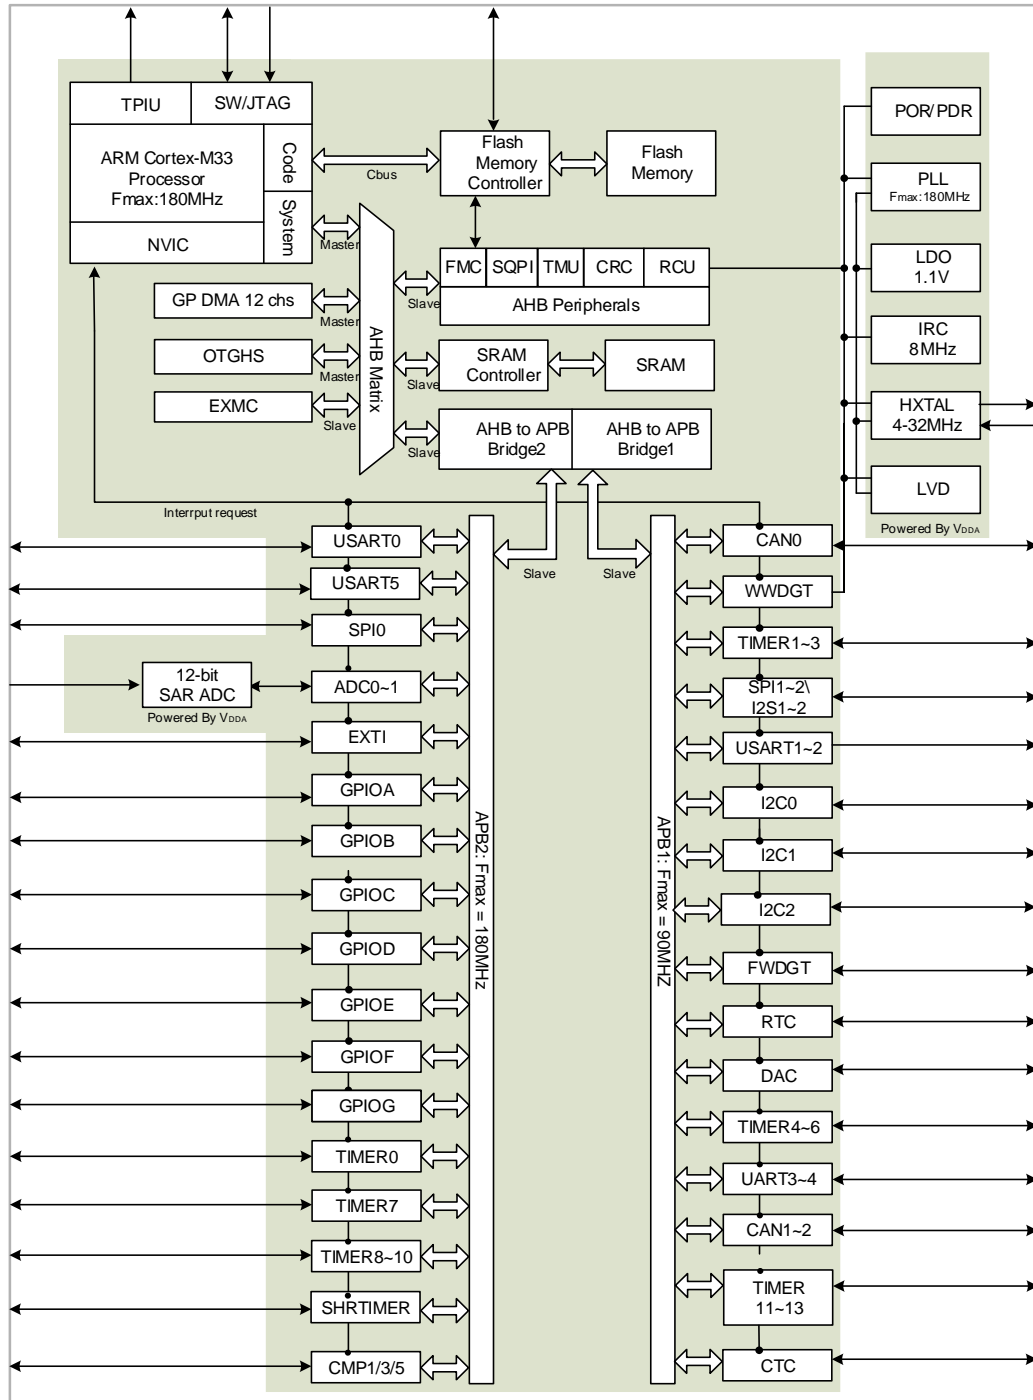 TPIU
SW/JTAG
ARM Cortex-M33
Processor
Fmax:180MHz
Code
System
NVIC
Cbus
Flash
Memory
Controller
Flash
Memory
POR/PDR
PLL
Fmax:180MHz
LDO
1.1V
IRC
8MHz
HXTAL
4-32MHz
LVD
Powered By VDDA
Master
FMC
SQPI
TMU
CRC
RCU
AHB Peripherals
Slave
GP DMA 12 chs
Master
AHB Matrix
OTGHS
Master
SRAM
Controller
SRAM
Slave
EXMC
Slave
AHB to APB
Bridge2
AHB to APB
Bridge1
Slave
Interrput request
Slave
Slave
USART0
USART5
SPI0
12-bit
SAR ADC
Powered By VDDA
ADC0~1
EXTI
GPIOA
GPIOB
GPIOC
GPIOD
GPIOE
GPIOF
GPIOG
TIMER0
TIMER7
TIMER8~10
SHRTIMER
CMP1/3/5
APB2: Fmax = 180MHz
APB1: Fmax = 90MHZ
CAN0
WWDGT
TIMER1~3
SPI1~2\
I2S1~2
USART1~2
I2C0
I2C1
I2C2
FWDGT
RTC
DAC
TIMER4~6
UART3~4
CAN1~2
TIMER
11~13
CTC